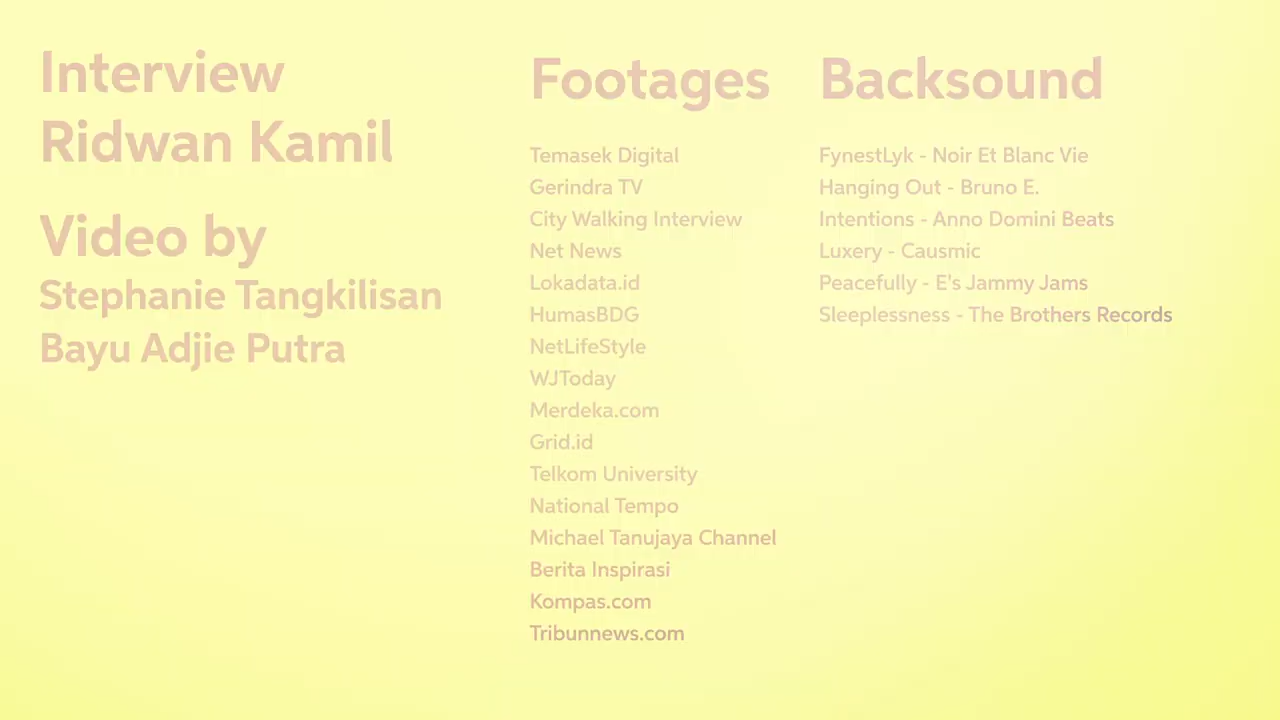 Interview
Ridwan Kamil
Video by
Stephanie Tangkilisan
Bayu Adjie Putra
Footages
Temasek Digital
Gerindra TV
City Walking Interview
Net News
Lokadata.id
HumasBDG
NetLifeStyle
WJToday
Merdeka.com
Grid.id
Telkom University
National Tempo
Michael Tanujaya Channel
Berita Inspirasi
Kompas.com
Tribunnews.com
Backsound
FynestLyk - Noir Et Blanc Vie
Hanging Out - Bruno E.
Intentions - Anno Domini Beats
Luxery - Causmic
Peacefully - E's Jammy Jams
Sleeplessness - The Brothers Records